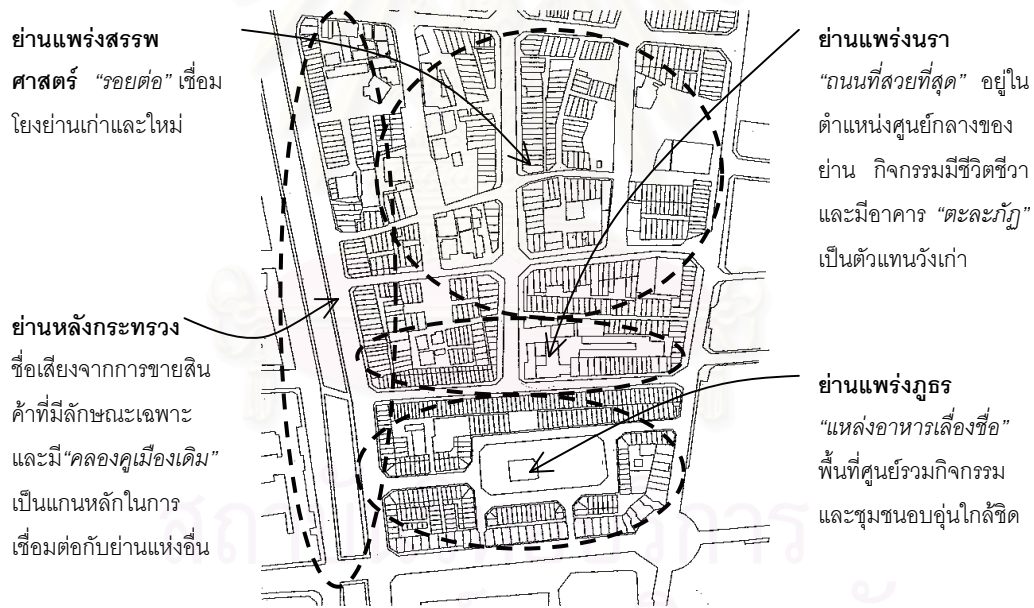 ย่านแพร่งสรรพ
ศาสตร์ "รอยต่อ" เชื่อม
โยงย่านเก่าและใหม่
ย่านหลังกระทรวง
ชื่อเสียงจากการขายสิน
ค้าที่มีลักษณะเฉพาะ
และมี"คลองคูเมืองเดิม"
เป็นแกนหลักในการ
เชื่อมต่อกับย่านแห่งอื่น
ย่านแพร่งนรา
"ถนนที่สวยที่สุด" อยู่ใน
ตำแหน่งศูนย์กลางของ
ย่าน กิจกรรมมีชีวิตชีวา
และมีอาคาร "ตะละภัฏ"
เป็นตัวแทนวังเก่า
ย่านแพร่งภูธร
"แหล่งอาหารเลื่องชื่อ"
พื้นที่ศูนย์รวมกิจกรรม
และชุมชนอบอุ่นใกล้ชิด
สถาบันวิทยบริการ